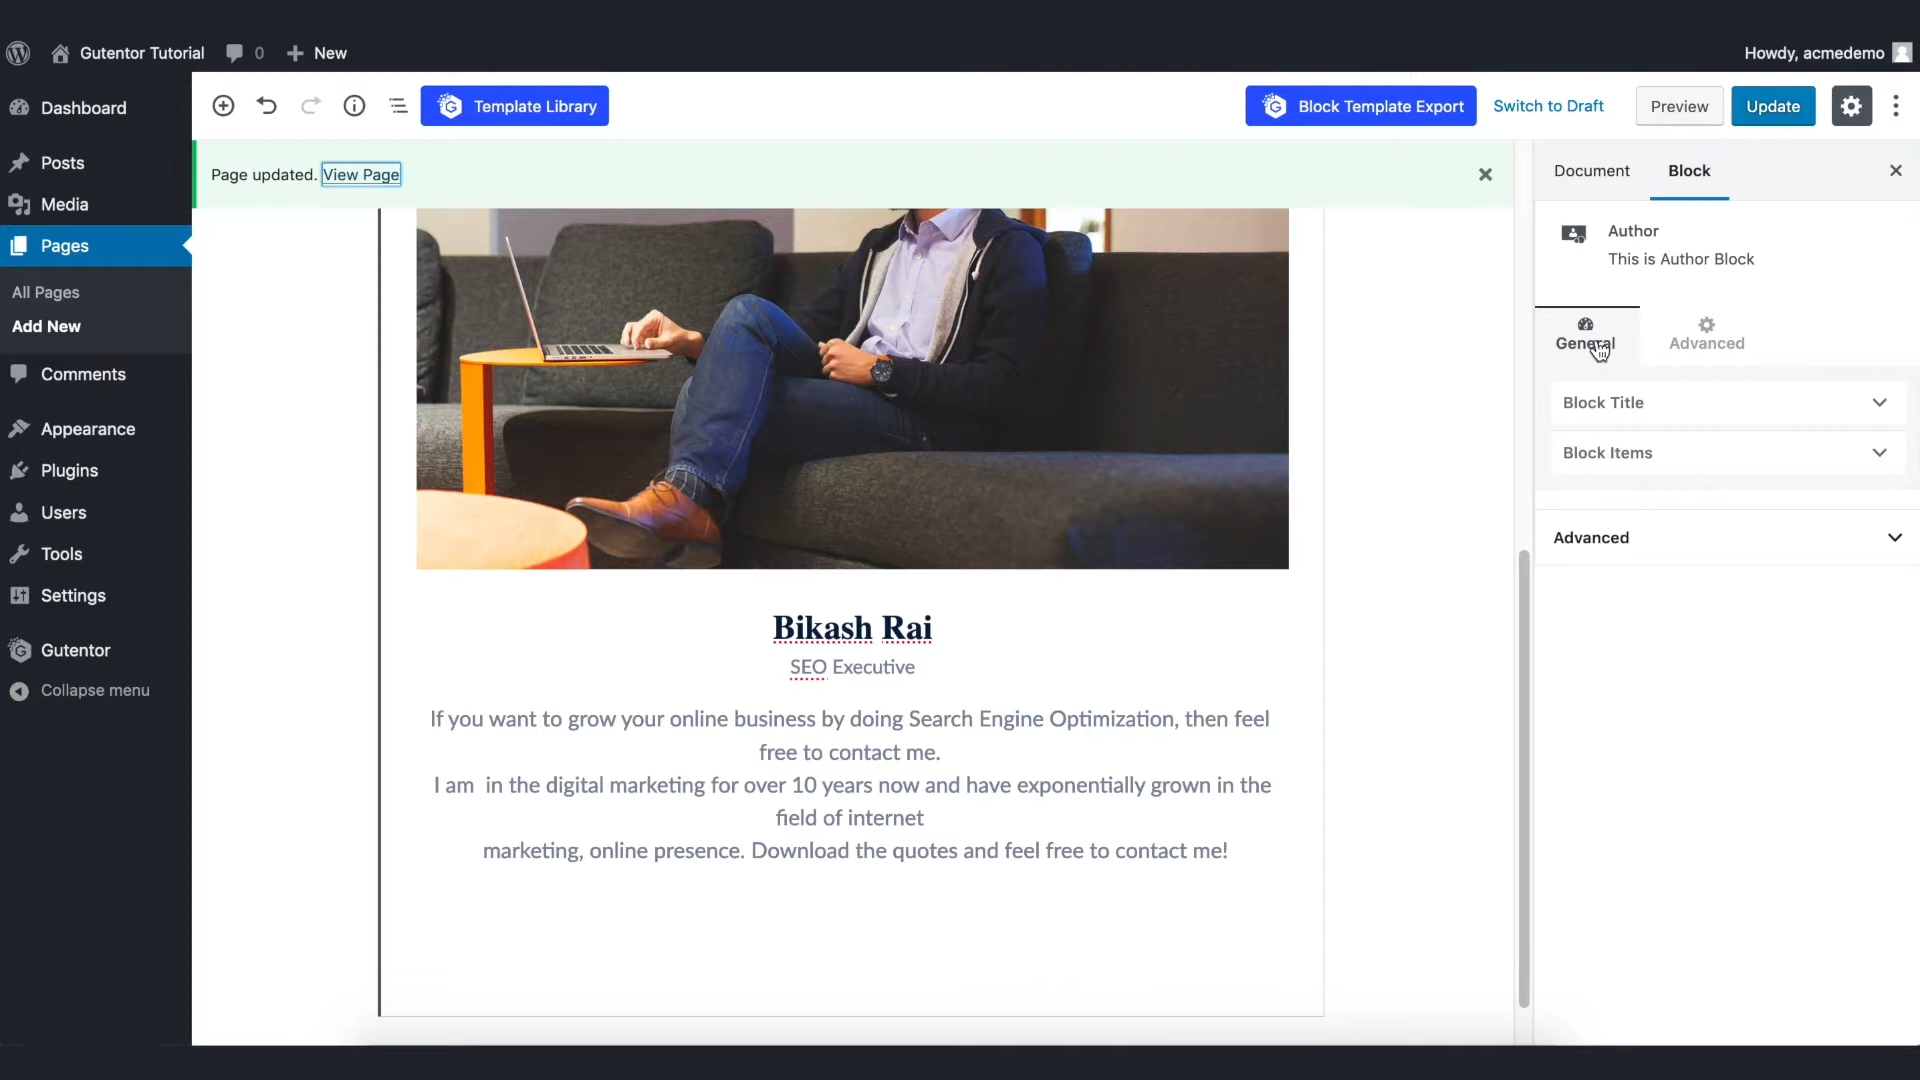 Gutentor Tutorial
0
New
Howdy, acmedemo
Dashboard
Posts
Media
Pages
All Pages
Add New
Comments
Appearance
Plugins
Users
Tools
Settings
Gutentor
Collapse menu
Template Library
Block Template Export
Switch to Draft
Preview
Update
Page updated. View Page
Bikash Rai
SEO Executive
If you want to grow your online business by doing Search Engine Optimization, then feel
free to contact me.
I am  in the digital marketing for over 10 years now and have exponentially grown in the
field of internet
marketing, online presence. Download the quotes and feel free to contact me!
Document
Block
Author
This is Author Block
General
Advanced
Block Title
Block Items
Advanced